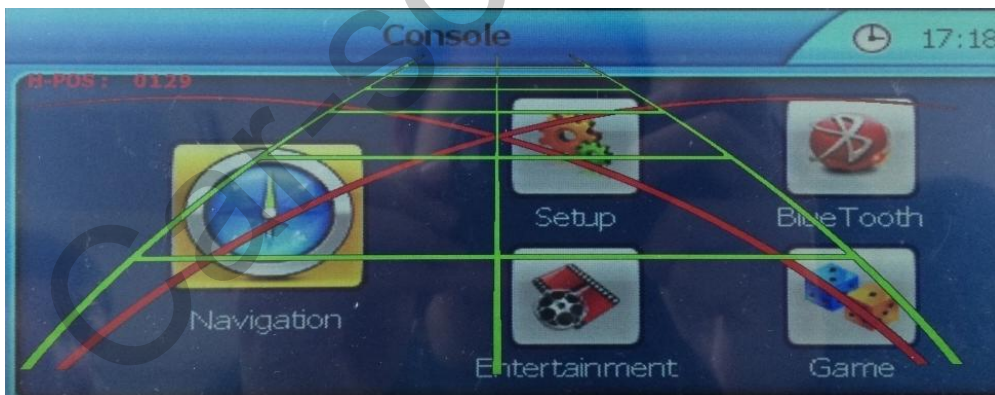 Console
17:18
M-POS: 0129
Setup
BlueTooth
Navigation
Entertainment
Game